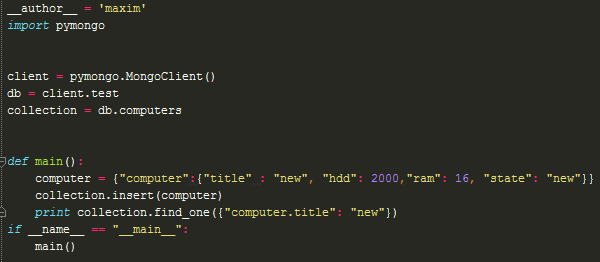 __author__ = 'maxim'
import pymongo
client = pymongo.MongoClient()
db = client.test
collection = db.computers
def main():
computer = {"computer":{"title" : "new", "hdd": 2000,"ram": 16, "state": "new"}}
collection.insert(computer)
print collection.find_one({"computer.title": "new"})
if __name__ == "__main__":
main()